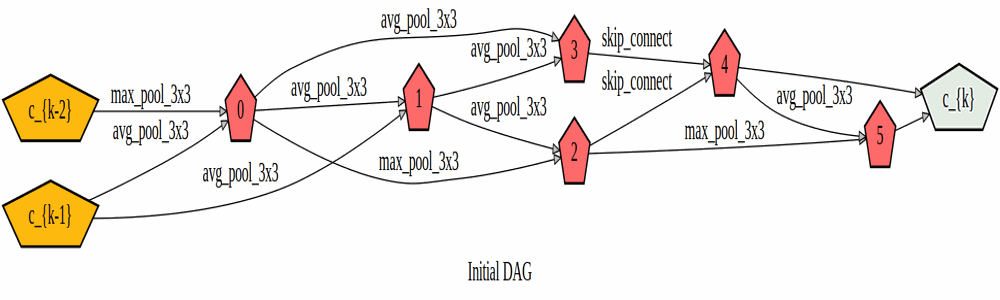 avg_pool_3x3
skip_connect
avg_pool_3x3
3
4
max_pool_3x3
avg_pool_3x3
skip_connect
c_{k-2}
0
1
avg_pool_3x3
avg_pool_3x3
c_{k}
avg_pool_3x3
max_pool_3x3
5
2
max_pool_3x3
avg_pool_3x3
c_{k-1}
Initial DAG